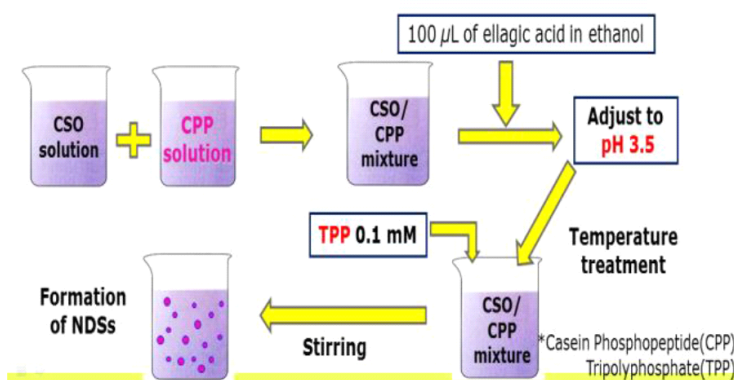 100 µL of ellagic acid in ethanol
CSO
solution
CPP
solution
CSO/
CPP
mixture
Adjust to
pH 3.5
TPP 0.1 mM
Temperature
treatment
Formation
of NDSs
Stirring
CSO/
CPP
mixture
*Casein Phosphopeptide(CPP)
Tripolyphosphate(TPP)